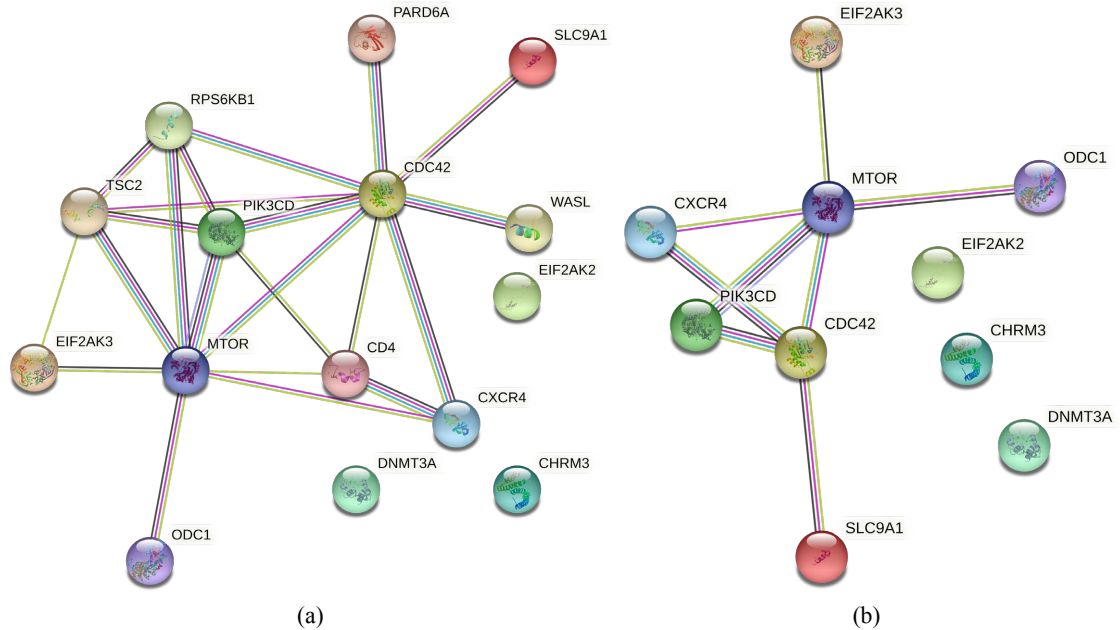 PARD6A
SLC9A1
RPS6KB1
CDC42
TSC2
PIK3CD
WASL
EIF2AK2
EIF2AK3
MTOR
CD4
CXCR4
DNMT3A
CHRM3
ODC1
(a)
EIF2AK3
ODC1
MTOR
CXCR4
EIF2AK2
PIK3CD
CDC42
CHRM3
DNMT3A
SLC9A1
(b)